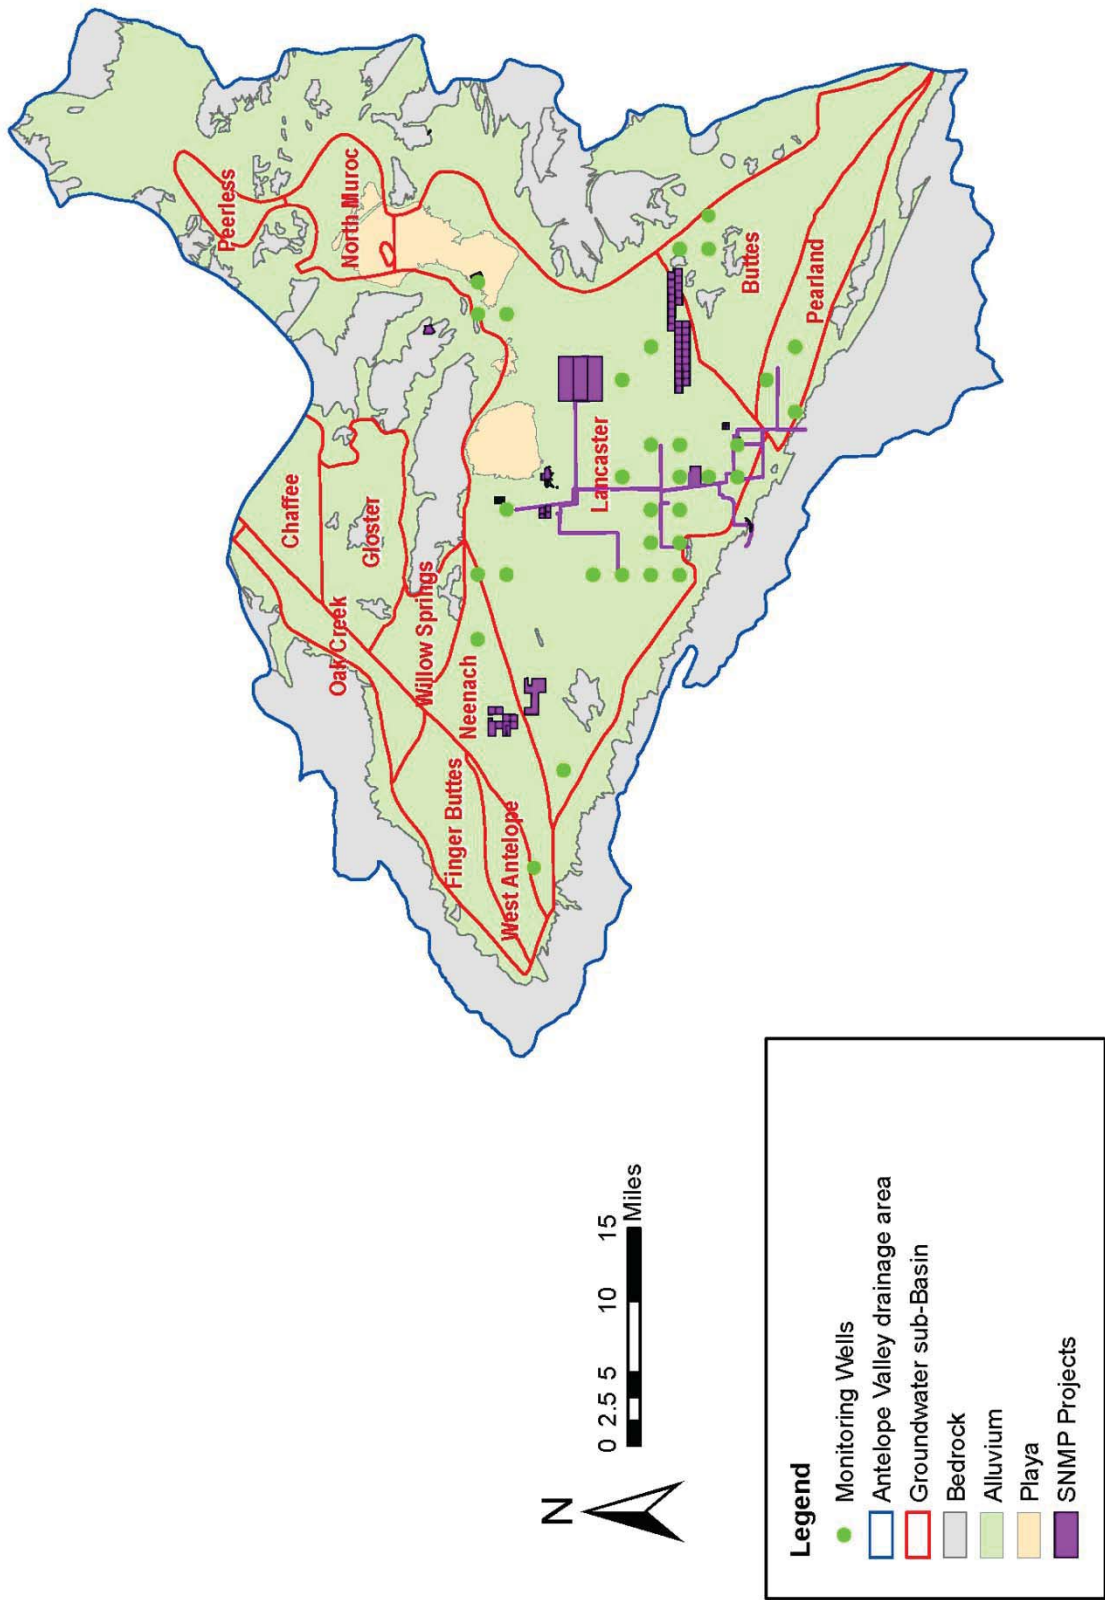 Peerless
North Muroc
Chaffee
Gloster
Oak Creek
Willow Springs
Neenach
Finger Buttes
West Antelope
Lancaster
Buttes
Pearland
N
0 2.5 5 10 15
Miles
Legend
Monitoring Wells
Antelope Valley drainage area
Groundwater sub-Basin
Bedrock
Alluvium
Playa
SNMP Projects